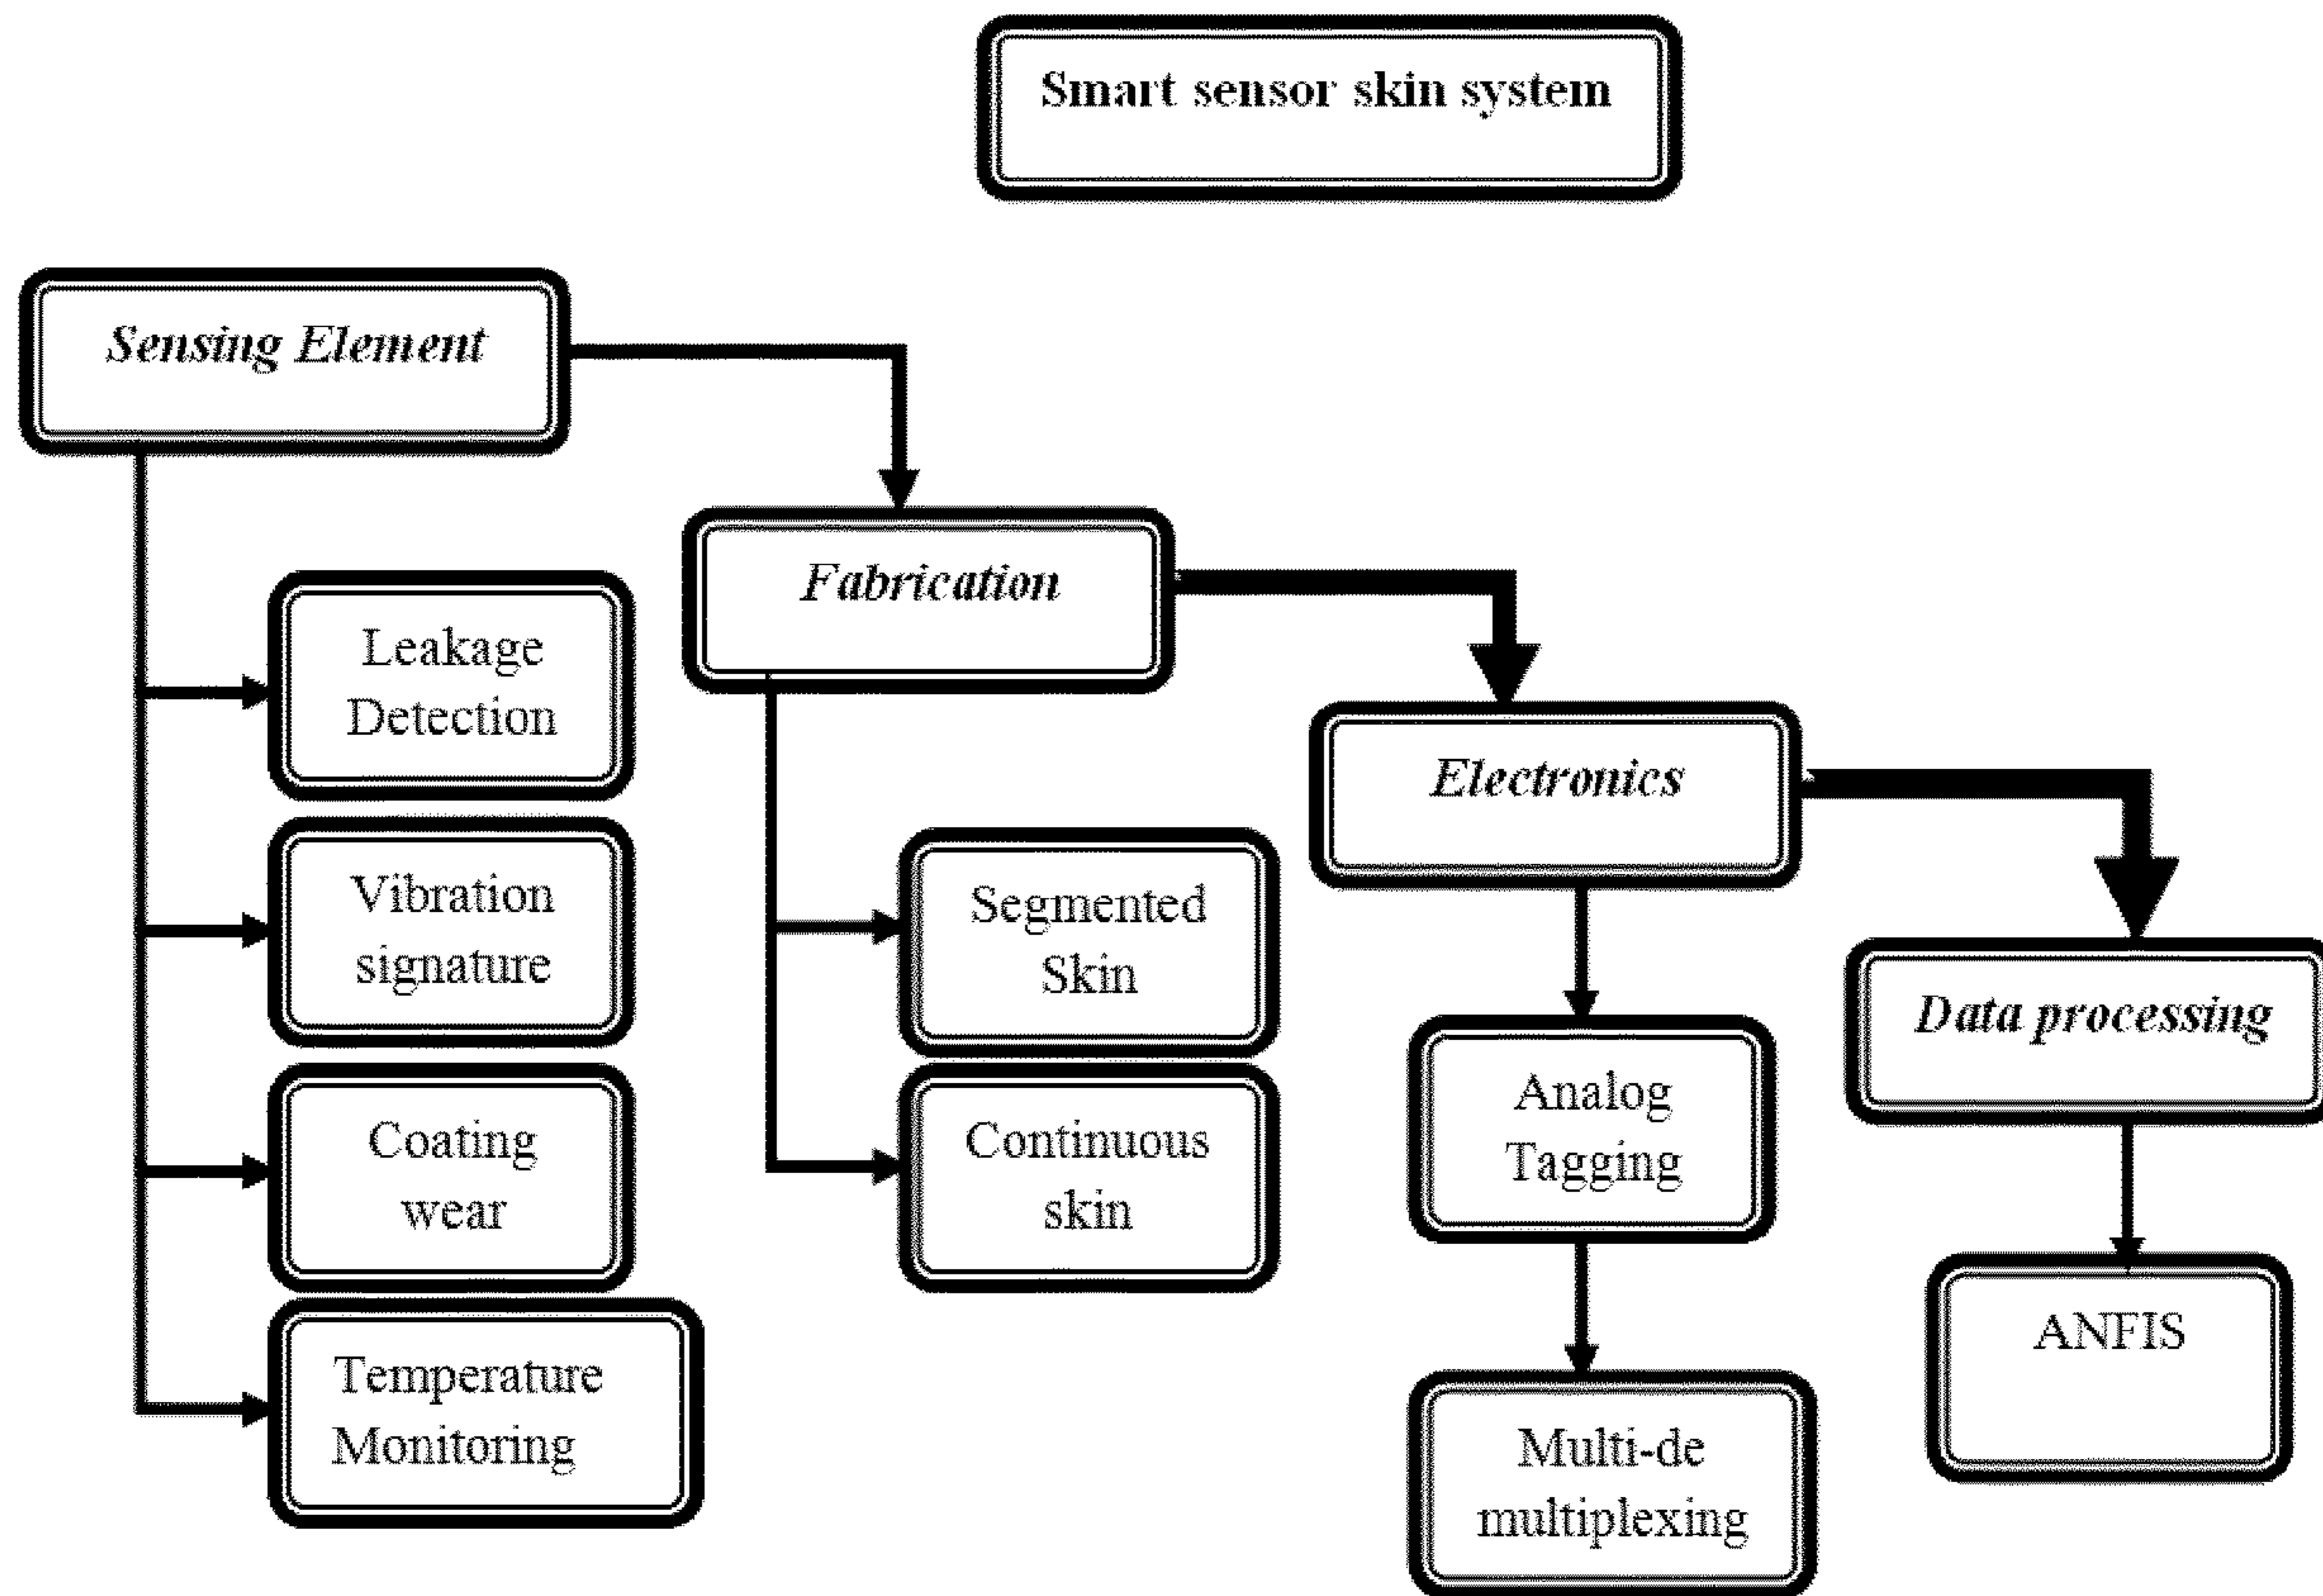 Smart sensor skin system
Sensing Element
Leakage
Detection
Vibration
signature
Coating
wear
Temperature
Monitoring
Fabrication
Segmented
Skin
Continuous
skin
Electronics
Analog
Tagging
Multi-de
multiplexing
Data processing
ANFIS